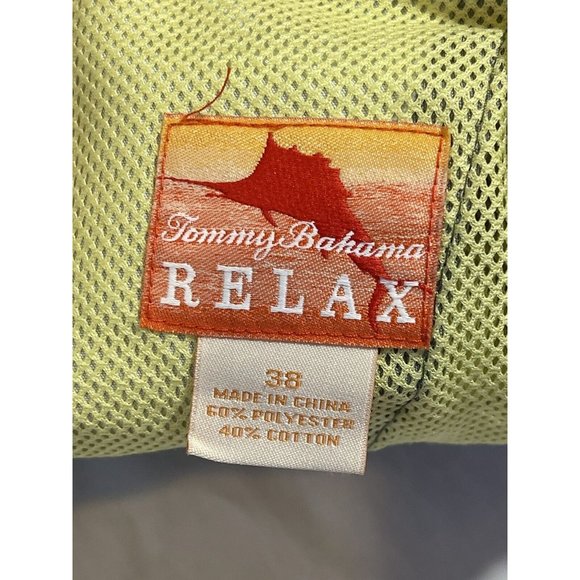 Tommy Bahama
RELAX
38
MADE IN CHINA
60% POLYESTER
40% COTTON